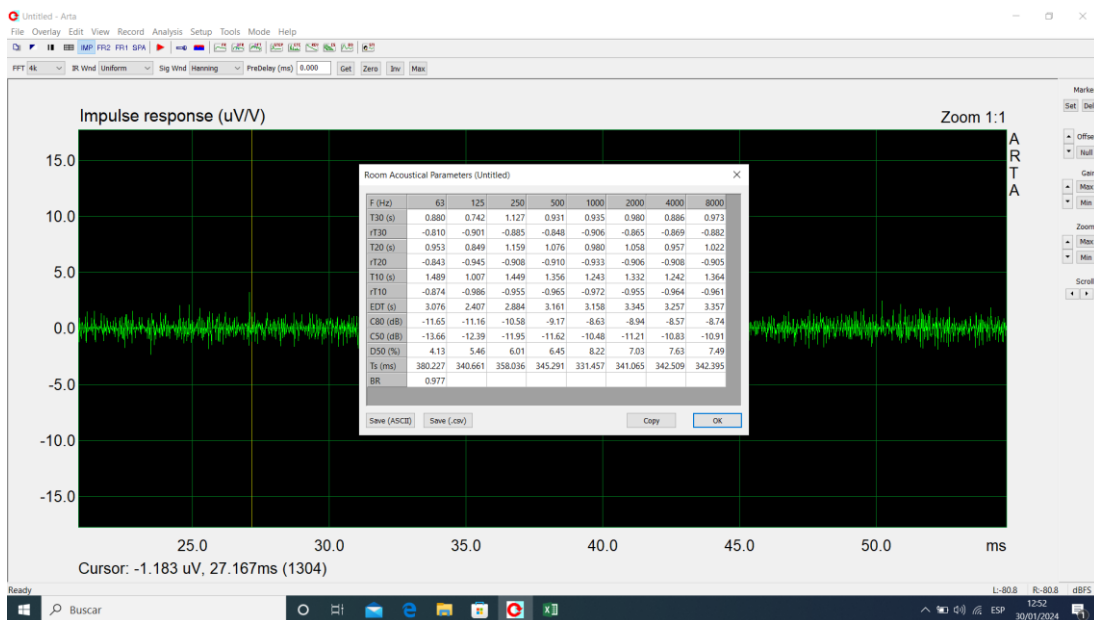 Untitled - Arta
File Overlay Edit View Record Analysis Setup Tools Mode Help
IMP FR2 FR1 SPA
FFT 4k IR Wnd Uniform Sig Wnd Hanning PreDelay (ms) 0.000 Get Zero Inv Max
Impulse response (uV/V) Zoom 1:1
ARTA
15.0
10.0
5.0
0.0
-5.0
-10.0
-15.0
25.0 30.0 35.0 40.0 45.0 50.0 ms
Cursor: -1.183 uV, 27.167ms (1304)
Room Acoustical Parameters (Untitled)
F (Hz) 63 125 250 500 1000 2000 4000 8000
T30 (s) 0.880 0.742 1.127 0.931 0.935 0.980 0.886 0.973
rT30 -0.810 -0.901 -0.885 -0.848 -0.906 -0.865 -0.869 -0.882
T20 (s) 0.953 0.849 1.159 1.076 0.980 1.058 0.957 1.022
rT20 -0.843 -0.945 -0.908 -0.910 -0.933 -0.906 -0.908 -0.905
T10 (s) 1.489 1.007 1.449 1.356 1.243 1.332 1.242 1.364
rT10 -0.874 -0.986 -0.955 -0.965 -0.972 -0.955 -0.964 -0.961
EDT (s) 3.076 2.407 2.884 3.161 3.158 3.345 3.257 3.357
C80 (dB) -11.65 -11.16 -10.58 -9.17 -8.63 -8.94 -8.57 -8.74
C50 (dB) -13.66 -12.39 -11.95 -11.62 -10.48 -11.21 -10.83 -10.91
D50 (%) 4.13 5.46 6.01 6.45 8.22 7.03 7.63 7.49
Ts (ms) 380.227 340.661 358.036 345.291 331.457 341.065 342.509 342.395
BR 0.977
Save (ASCII) Save (.csv) Copy OK
Marke
Set Del
Offse
Null
Gair
Max
Min
Zoom
Max
Min
Scroll
Ready L:-80.8 R:-80.8 dBFS
Buscar ESP 12:52
30/01/2024